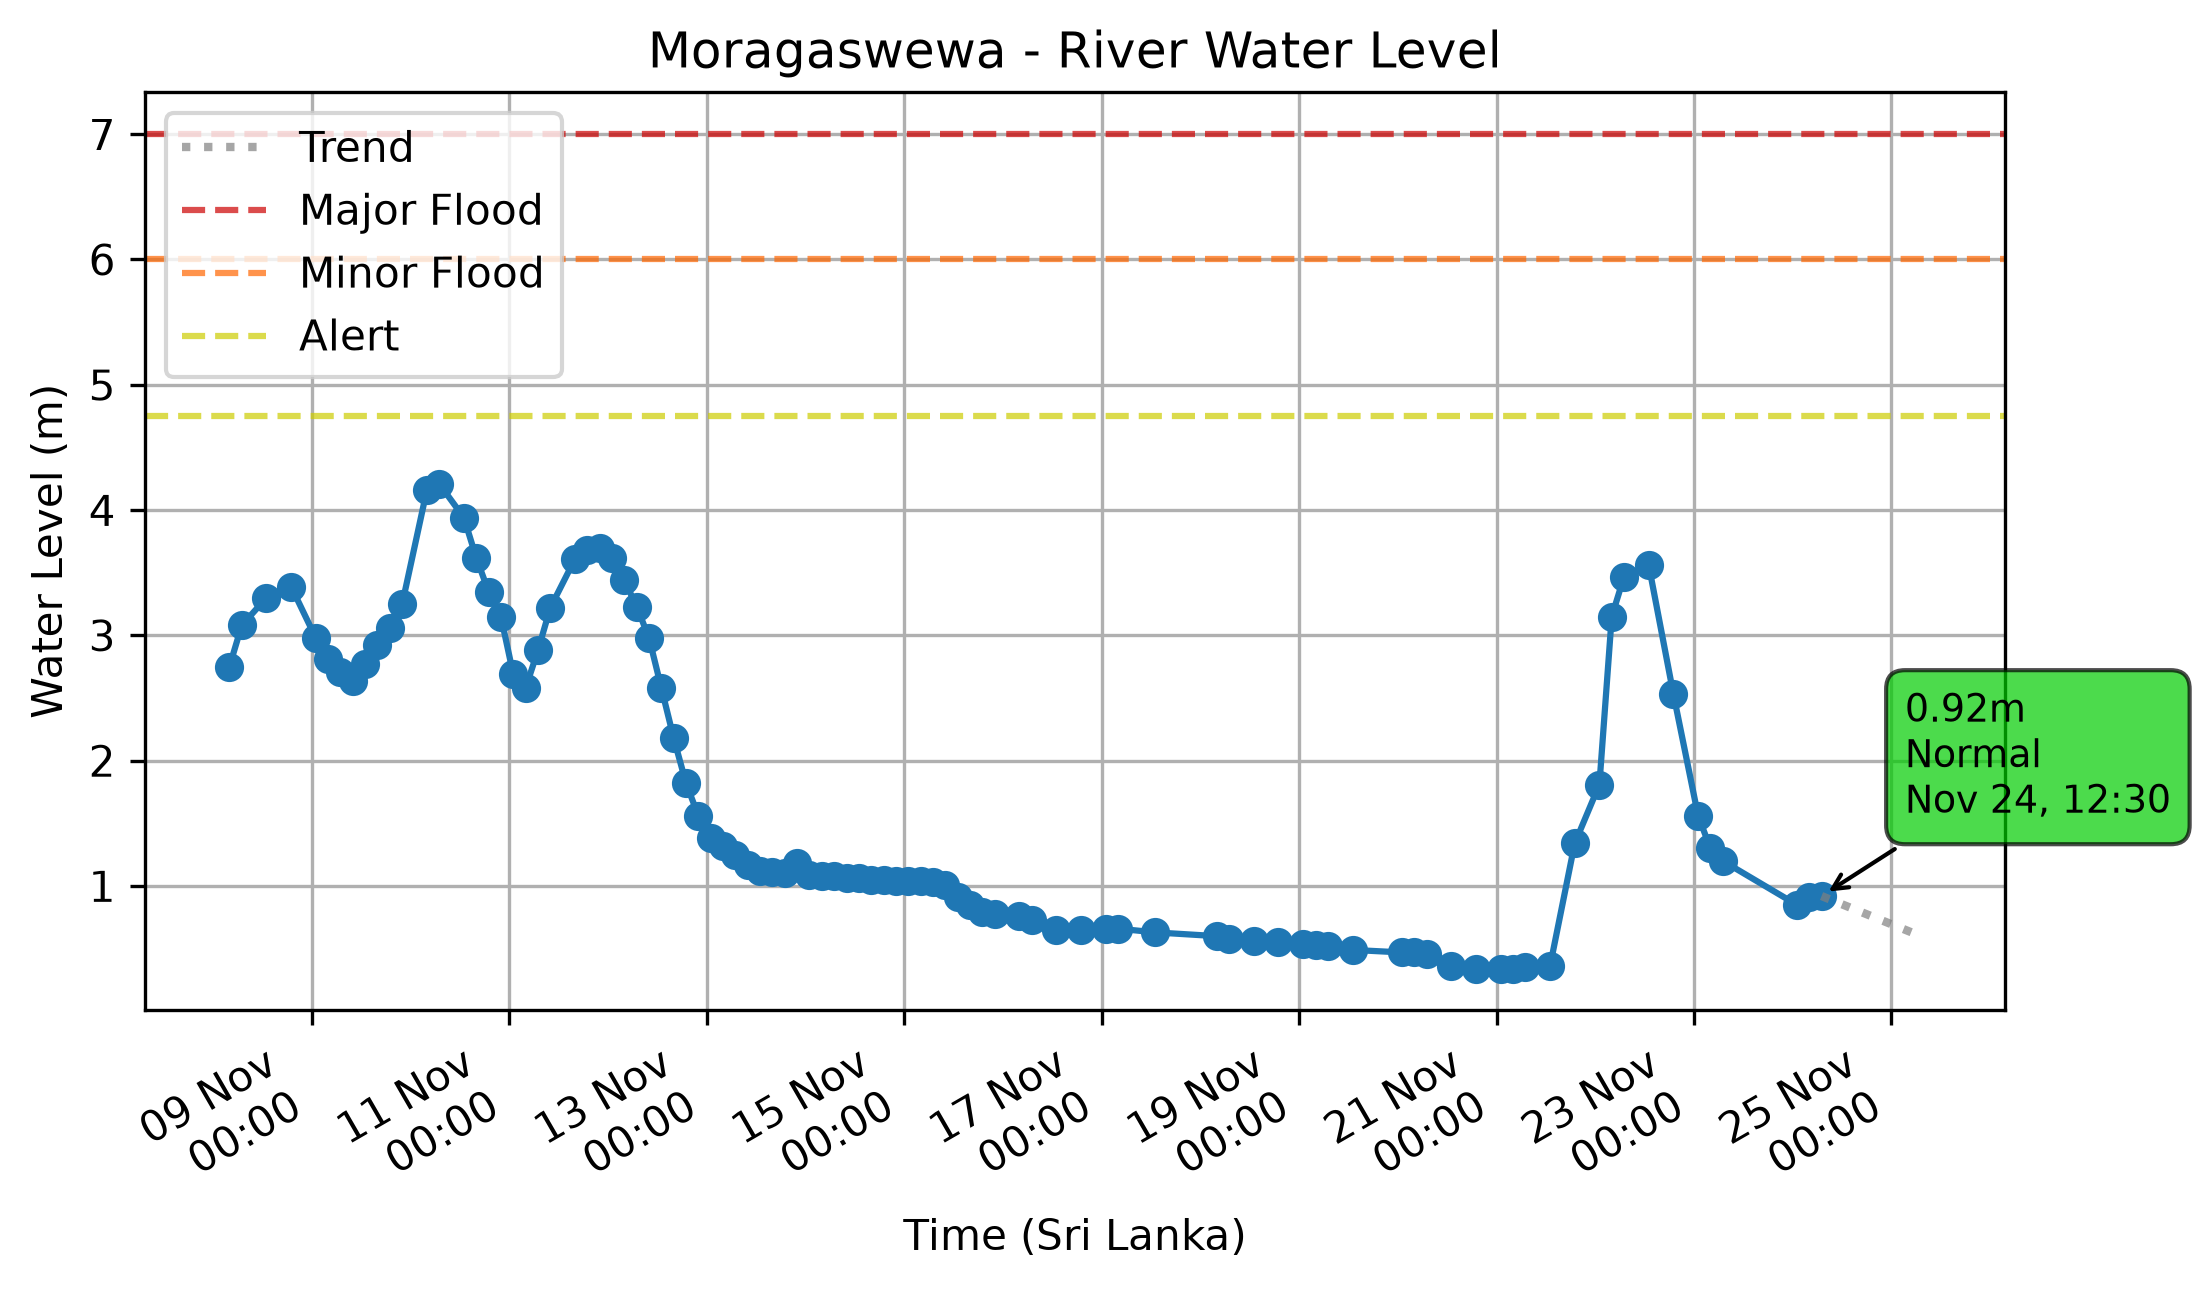 Moragaswewa - River Water Level
Trend
Major Flood
Minor Flood
Alert
Water Level (m)
7
6
5
4
3
2
1
0.92m
Normal
Nov 24, 12:30
09 Nov
00:00
11 Nov
00:00
13 Nov
00:00
15 Nov
00:00
17 Nov
00:00
19 Nov
00:00
21 Nov
00:00
23 Nov
00:00
25 Nov
00:00
Time (Sri Lanka)